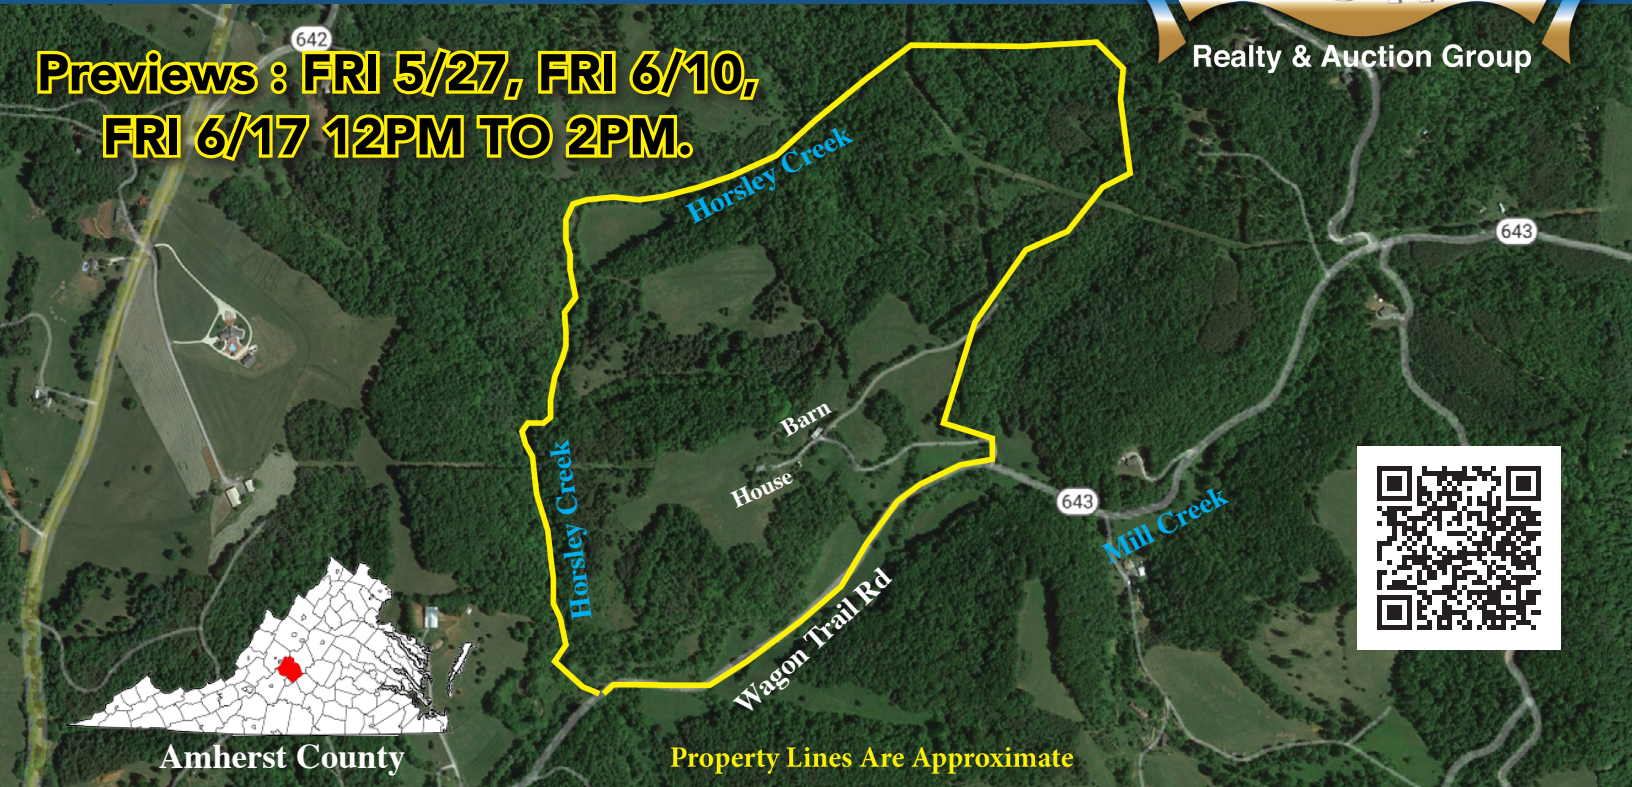 642
Previews : FRI 5/27, FRI 6/10,
FRI 6/17 12PM TO 2PM.
Realty & Auction Group
Horsley Creek
643
Barn
House
Horsley Creek
643
Mill Creek
Wagon Trail Rd
Amherst County
Property Lines Are Approximate